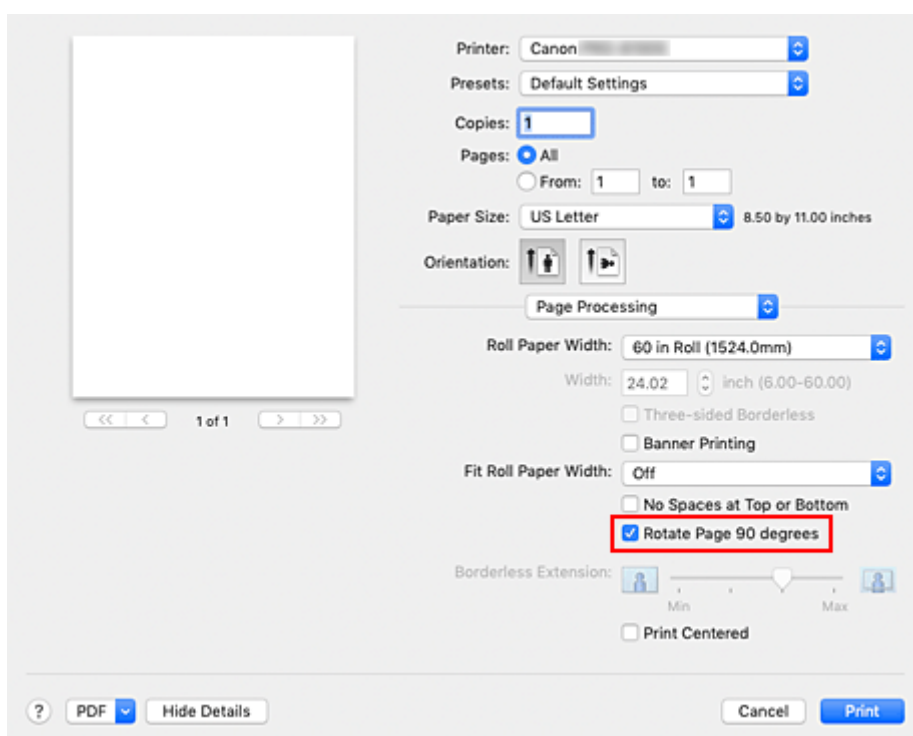 Printer: Canon
Presets: Default Settings
Copies: 1
Pages: All
From: 1 to: 1
Paper Size: US Letter 8.50 by 11.00 inches
Orientation:
Page Processing
Roll Paper Width: 60 in Roll (1524.0mm)
Width: 24.02 inch (6.00-60.00)
Three-sided Borderless
<< < 1 of 1 > >>
Banner Printing
Fit Roll Paper Width: Off
No Spaces at Top or Bottom
Rotate Page 90 degrees
Borderless Extension:
Min Max
Print Centered
? PDF Hide Details Cancel Print